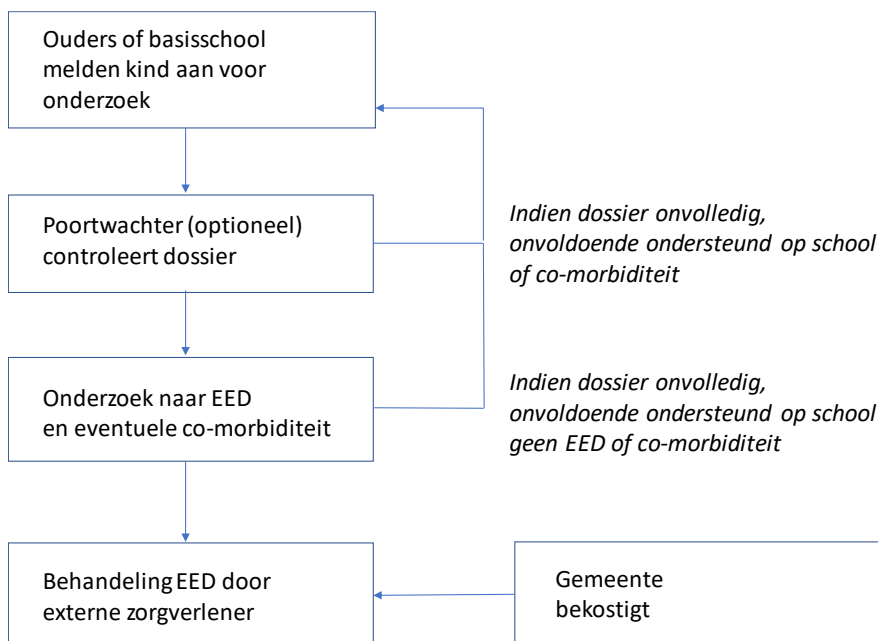 Ouders of basisschool
melden kind aan voor
onderzoek
Poortwachter (optioneel)
controleert dossier
Indien dossier onvolledig,
onvoldoende ondersteund op school
of co-morbiditeit
Onderzoek naar EED
en eventuele co-morbiditeit
Indien dossier onvolledig,
onvoldoende ondersteund op school
geen EED of co-morbiditeit
Behandeling EED door
externe zorgverlener
Gemeente
bekostigt